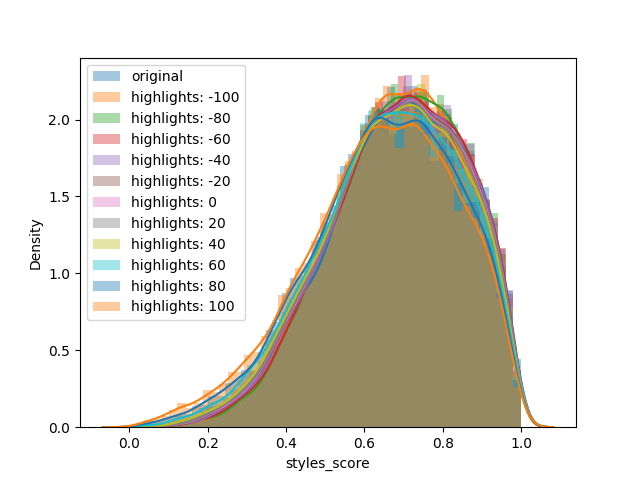 original
highlights: -100
highlights: -80
highlights: -60
highlights: -40
highlights: -20
highlights: 0
highlights: 20
highlights: 40
highlights: 60
highlights: 80
highlights: 100
Density
2.0
1.5
1.0
0.5
0.0
0.0 0.2 0.4 0.6 0.8 1.0
styles_score